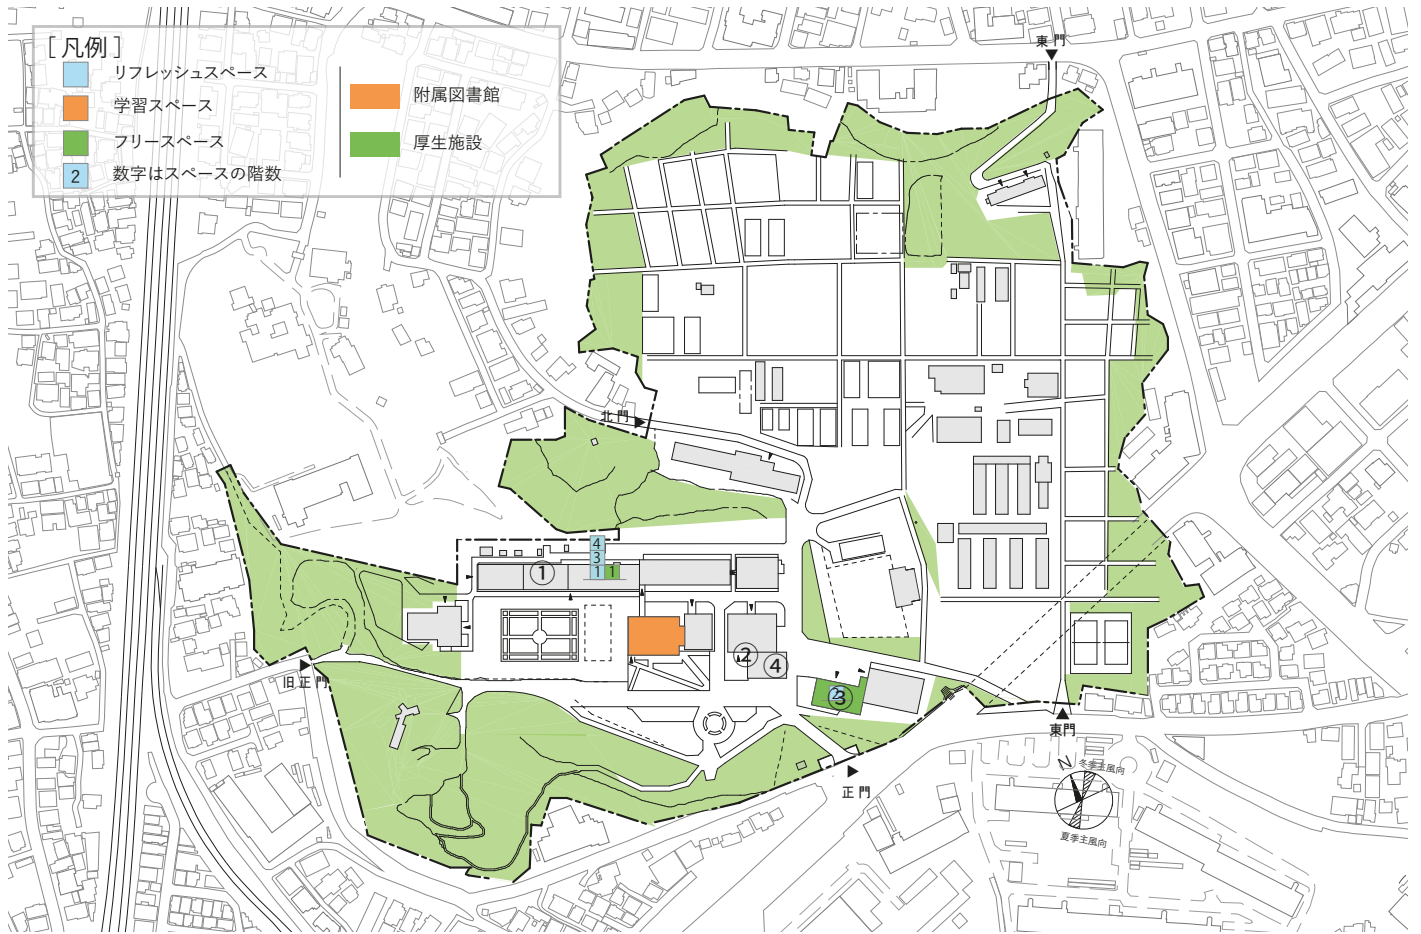 [凡例]
リフレッシュスペース
学習スペース
フリースペース
2 数字はスペースの階数
附属図書館
厚生施設
東門
北門
4
3
1 1
①
②
④
2
③
旧正門
東門
正門
N
冬季主風向
夏季主風向